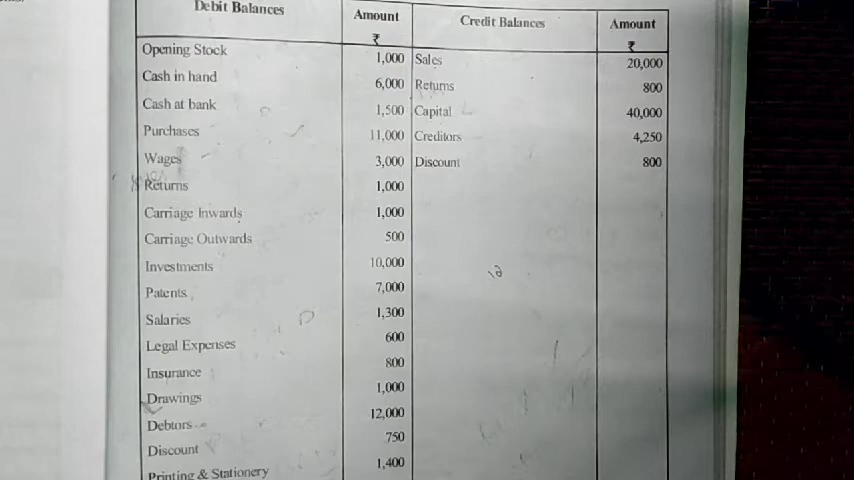 Debit Balances Amount Credit Balances Amount
₹ ₹
Opening Stock 1,000 Sales 20,000
Cash in hand 6,000 Returns 800
Cash at bank 1,500 Capital 40,000
Purchases 11,000 Creditors 4,250
Wages 3,000 Discount 800
Returns 1,000
Carriage Inwards 1,000
Carriage Outwards 500
Investments 10,000
Patents 7,000
Salaries 1,300
Legal Expenses 600
Insurance 800
Drawings 1,000
Debtors 12,000
Discount 750
Printing & Stationery 1,400